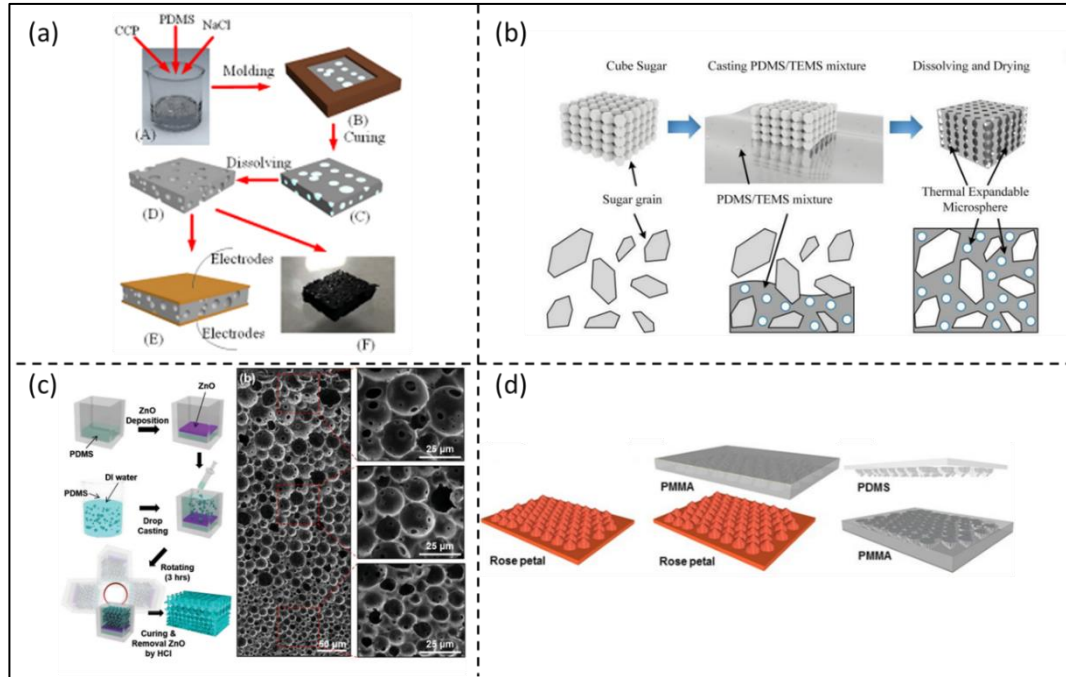 (a)
CCP
PDMS
NaCl
Molding
(A)
(B)
Curing
Dissolving
(D)
(C)
Electrodes
Electrodes
(E)
(F)
(b)
Cube Sugar
Casting PDMS/TEMS mixture
Dissolving and Drying
Sugar grain
PDMS/TEMS mixture
Thermal Expandable
Microsphere
(c)
ZnO
Deposition
ZnO
PDMS
DI water
PDMS
Drop
Casting
Rotating
(3 hrs)
Curing &
Removal ZnO
by HCl
(b)
50 μm
25 μm
25 μm
25 μm
(d)
Rose petal
PMMA
Rose petal
PDMS
PMMA